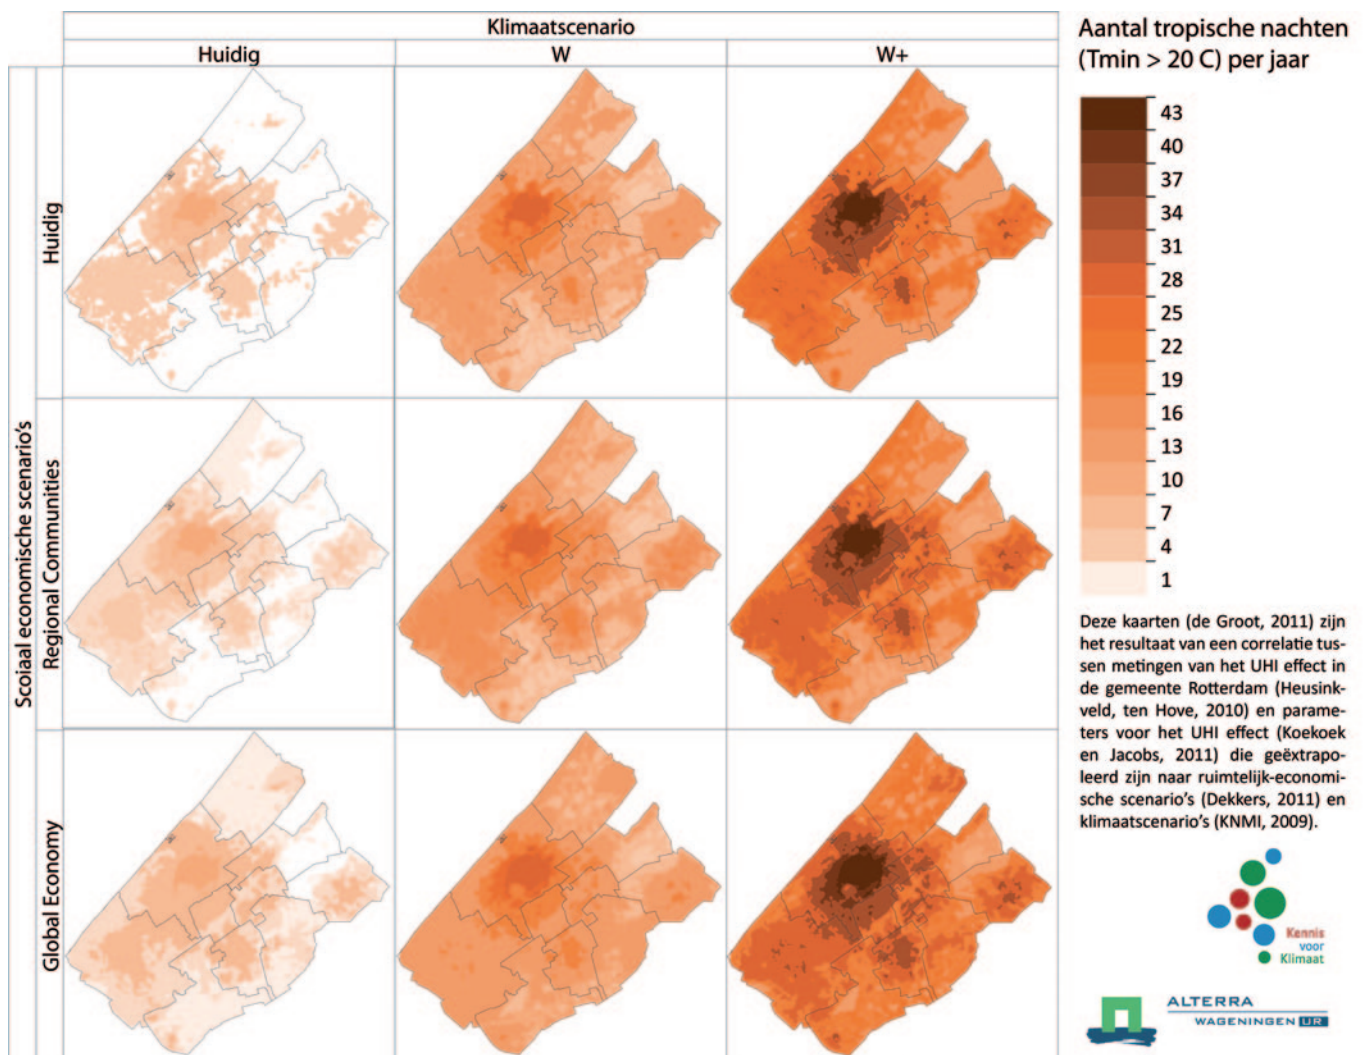 Klimaatscenario
Huidig
W
W+
Scoiaal economische scenario's
Huidig
Regional Communities
Global Economy
Aantal tropische nachten
(Tmin > 20 C) per jaar
43
40
37
34
31
28
25
22
19
16
13
10
7
4
1
Deze kaarten (de Groot, 2011) zijn
het resultaat van een correlatie tus-
sen metingen van het UHI effect in
de gemeente Rotterdam (Heusink-
veld, ten Hove, 2010) en parame-
ters voor het UHI effect (Koekoek
en Jacobs, 2011) die geëxtrapo-
leerd zijn naar ruimtelijk-economi-
sche scenario's (Dekkers, 2011) en
klimaatscenario's (KNMI, 2009).
Kennis
voor
Klimaat
ALTERRA
WAGENINGEN UR